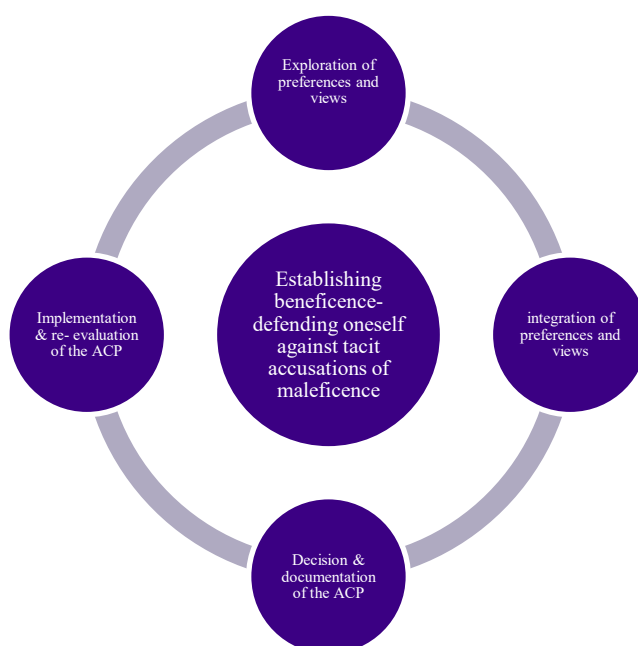 Exploration of
preferences and
views
Establishing
beneficence-
defending oneself
against tacit
accusations of
maleficence
Implementation
& re- evaluation
of the ACP
integration of
preferences and
views
Decision &
documentation
of the ACP